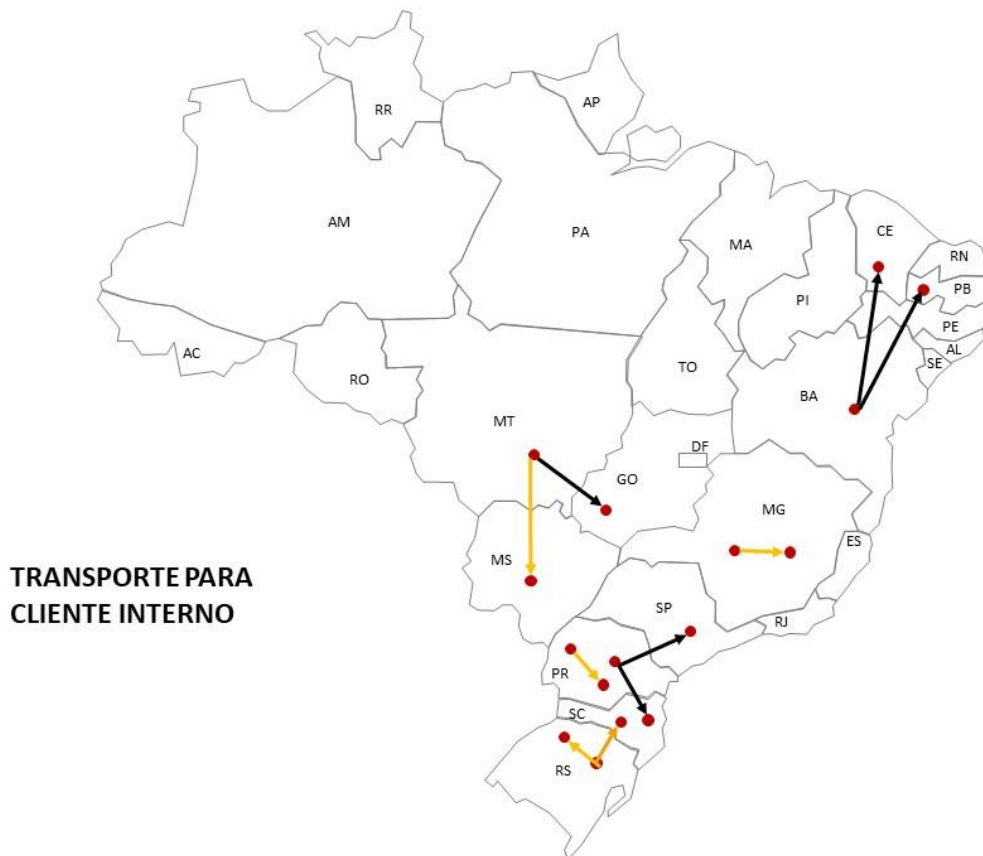 RR
AP
AM
PA
MA
CE
RN
PB
PI
PE
AL
SE
AC
RO
TO
BA
MT
DF
GO
MG
ES
MS
TRANSPORTE PARA
CLIENTE INTERNO
SP
RJ
PR
SC
RS